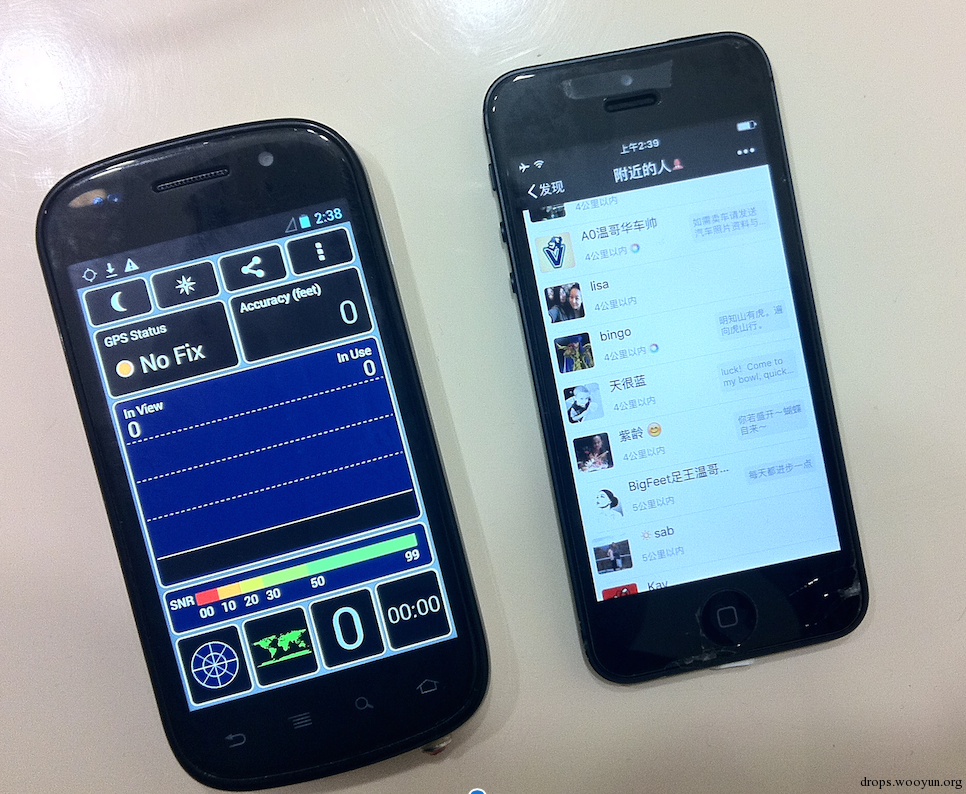 2:38
GPS Status
No Fix
Accuracy (feet)
0
In View
0
In Use
0
SNR
00 10 20 30 50 99
0
00:00
上午2:39
发现
附近的人
4公里以内
A0温哥华车帅
4公里以内
如需卖车请发送
汽车照片资料与...
lisa
4公里以内
bingo
4公里以内
明知山有虎。遍
向虎山行。
天很蓝
4公里以内
luck! Come to
my bowl, quick...
紫龄
4公里以内
你若盛开~蝴蝶
自来~
BigFeet足王温哥...
5公里以内
每天都进步一点
sab
5公里以内
Kay
drops.wooyun.org